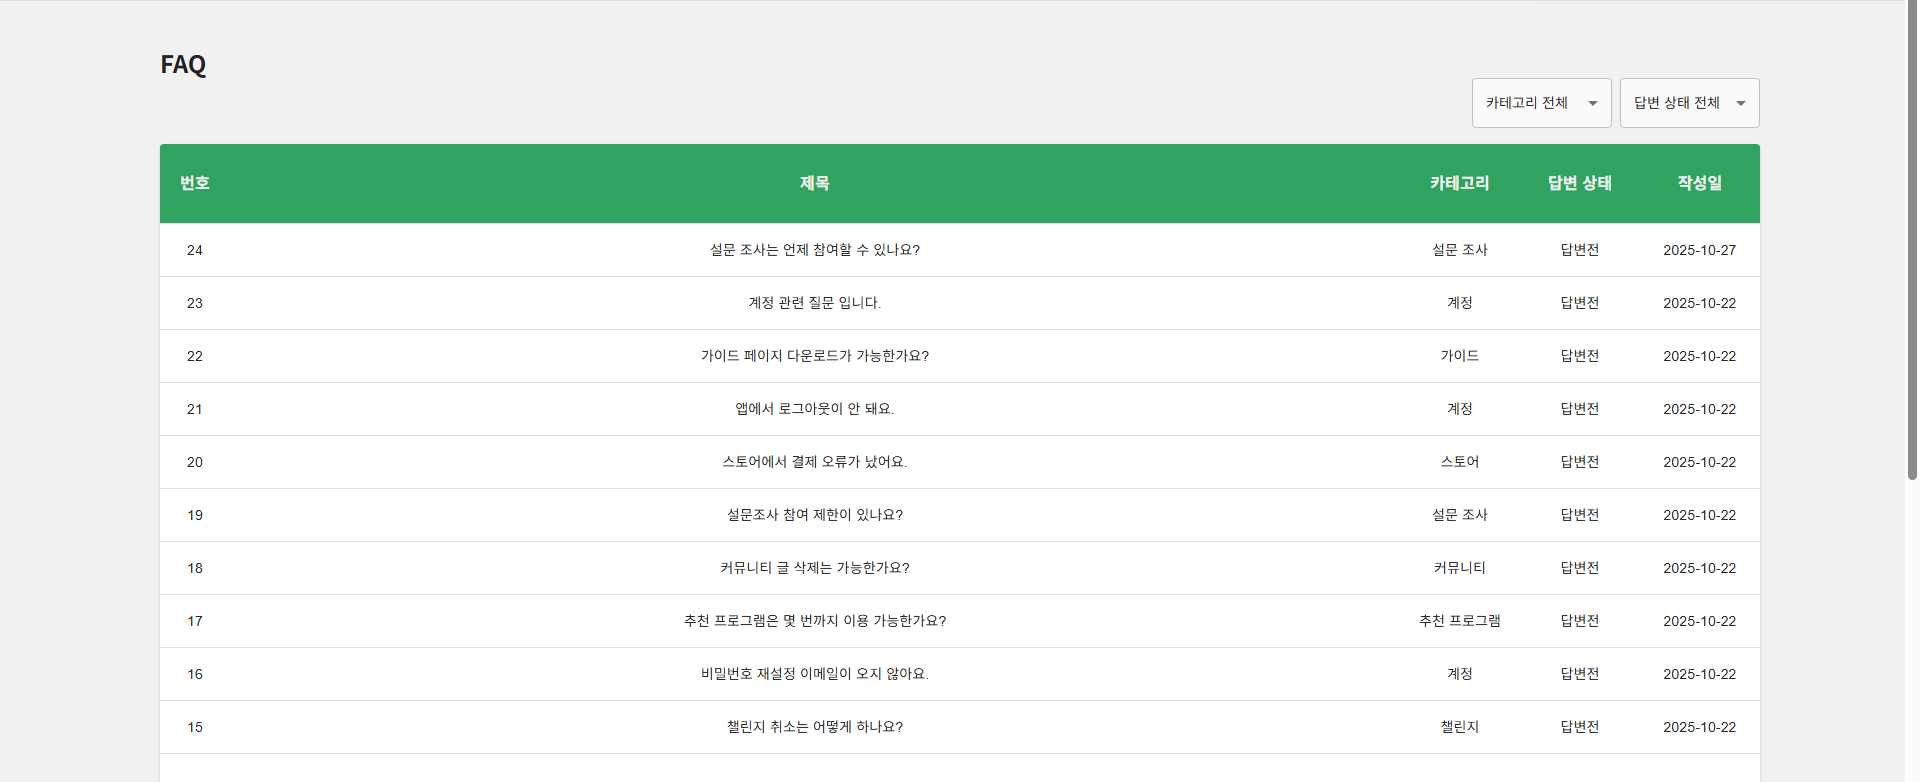 FAQ
카테고리 전체 답변 상태 전체
번호 제목 카테고리 답변 상태 작성일
24 설문 조사는 언제 참여할 수 있나요? 설문 조사 답변전 2025-10-27
23 계정 관련 질문 입니다. 계정 답변전 2025-10-22
22 가이드 페이지 다운로드가 가능한가요? 가이드 답변전 2025-10-22
21 앱에서 로그아웃이 안 돼요. 계정 답변전 2025-10-22
20 스토어에서 결제 오류가 났어요. 스토어 답변전 2025-10-22
19 설문조사 참여 제한이 있나요? 설문 조사 답변전 2025-10-22
18 커뮤니티 글 삭제는 가능한가요? 커뮤니티 답변전 2025-10-22
17 추천 프로그램은 몇 번까지 이용 가능한가요? 추천 프로그램 답변전 2025-10-22
16 비밀번호 재설정 이메일이 오지 않아요. 계정 답변전 2025-10-22
15 챌린지 취소는 어떻게 하나요? 챌린지 답변전 2025-10-22